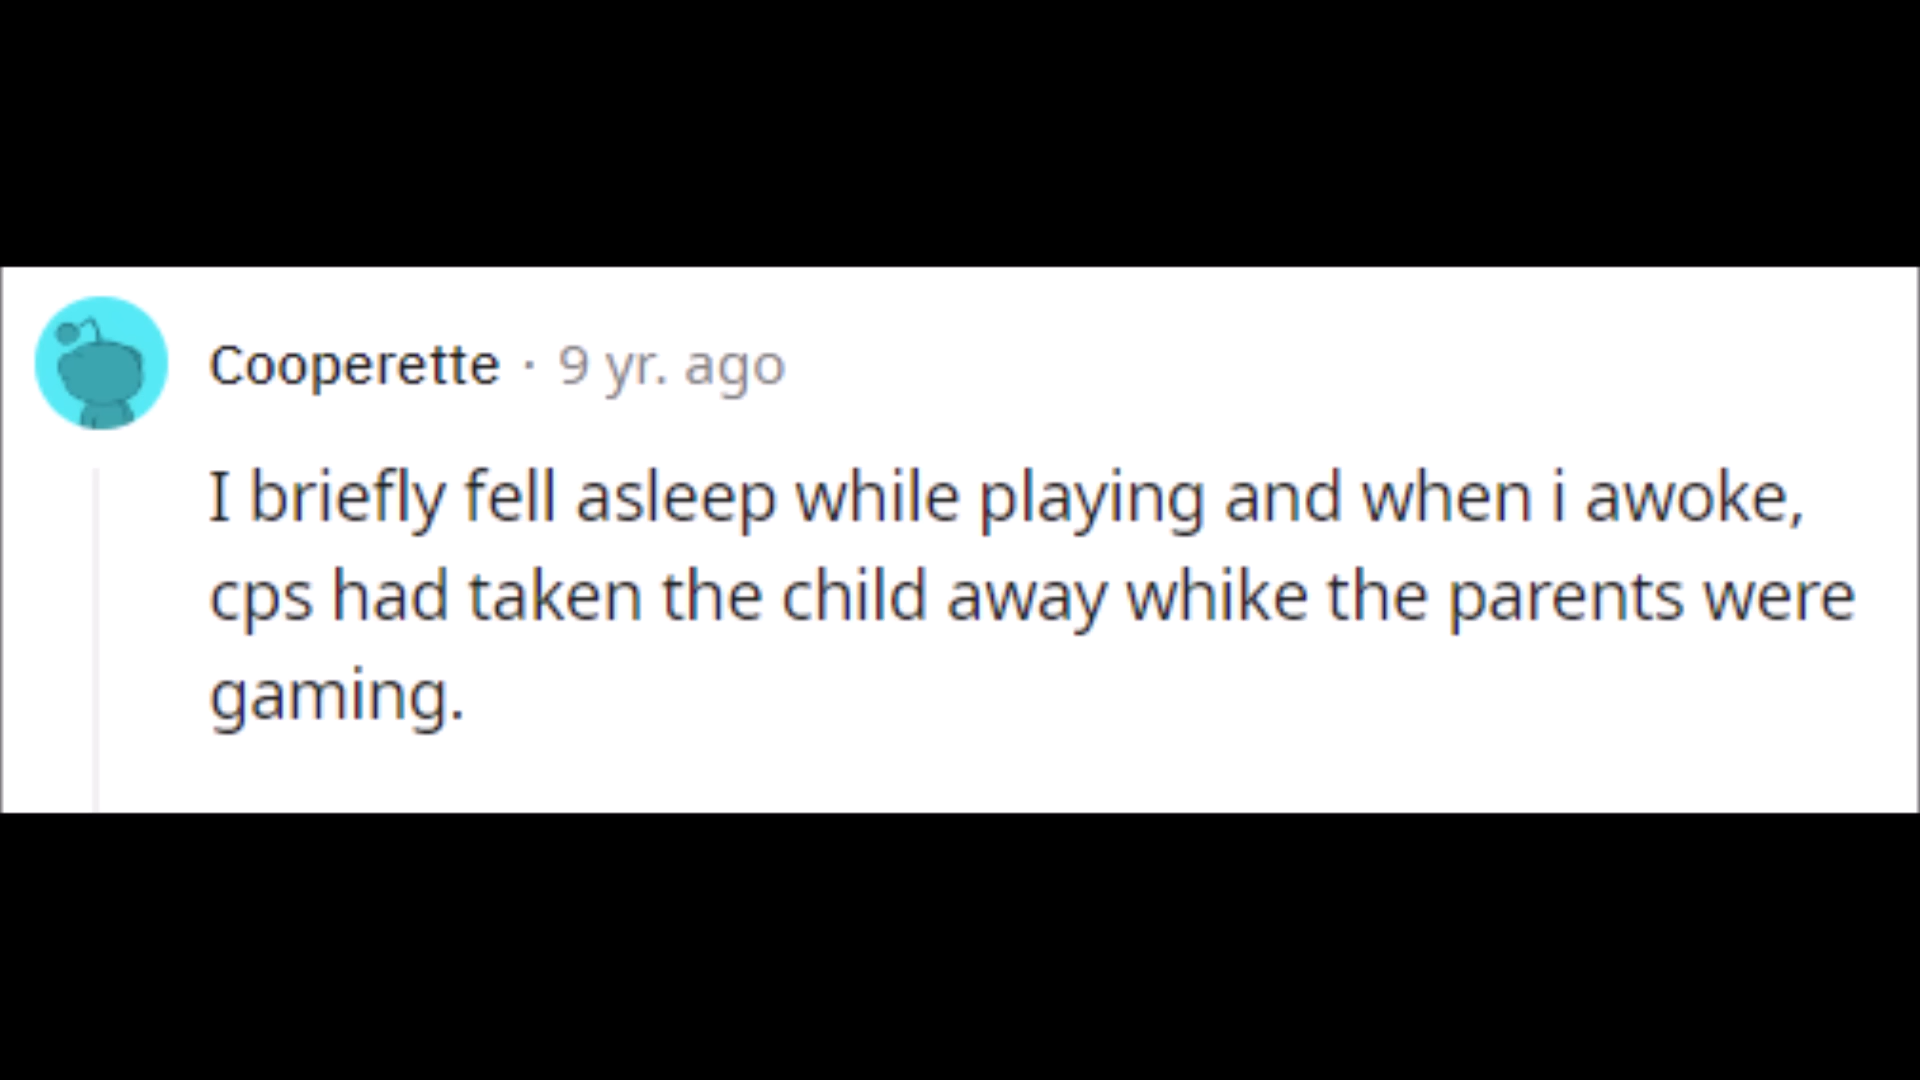 Cooperette · 9 yr. ago
I briefly fell asleep while playing and when i awoke,
cps had taken the child away whike the parents were
gaming.